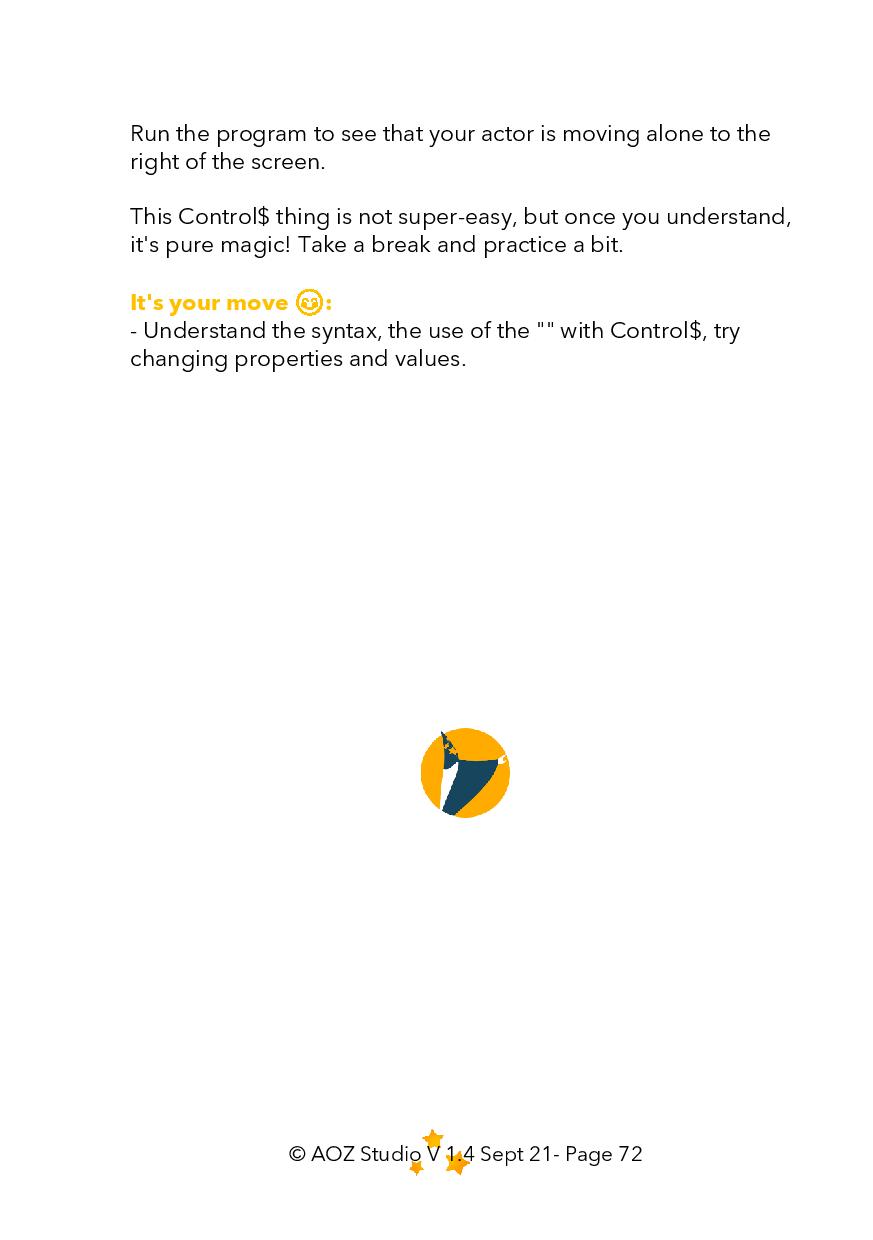 Run the program to see that your actor is moving alone to the
right of the screen.
This Control$ thing is not super-easy, but once you understand,
it's pure magic! Take a break and practice a bit.
It's your move 😊:
- Understand the syntax, the use of the "" with Control$, try
changing properties and values.
© AOZ Studio V 1.4 Sept 21- Page 72